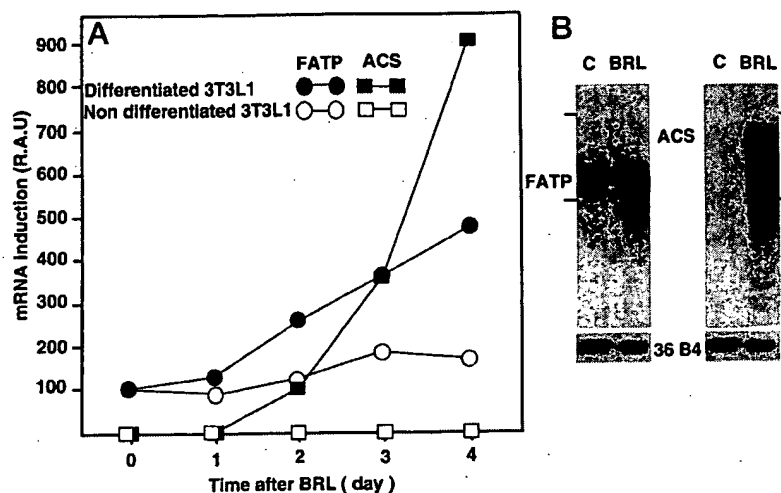 A
FATP ACS
Differentiated 3T3L1
Non differentiated 3T3L1
mRNA Induction (R.A.U)
900
800
700
600
500
400
300
200
100
0 1 2 3 4
Time after BRL ( day )
B
C BRL C BRL
ACS
FATP
36 B4